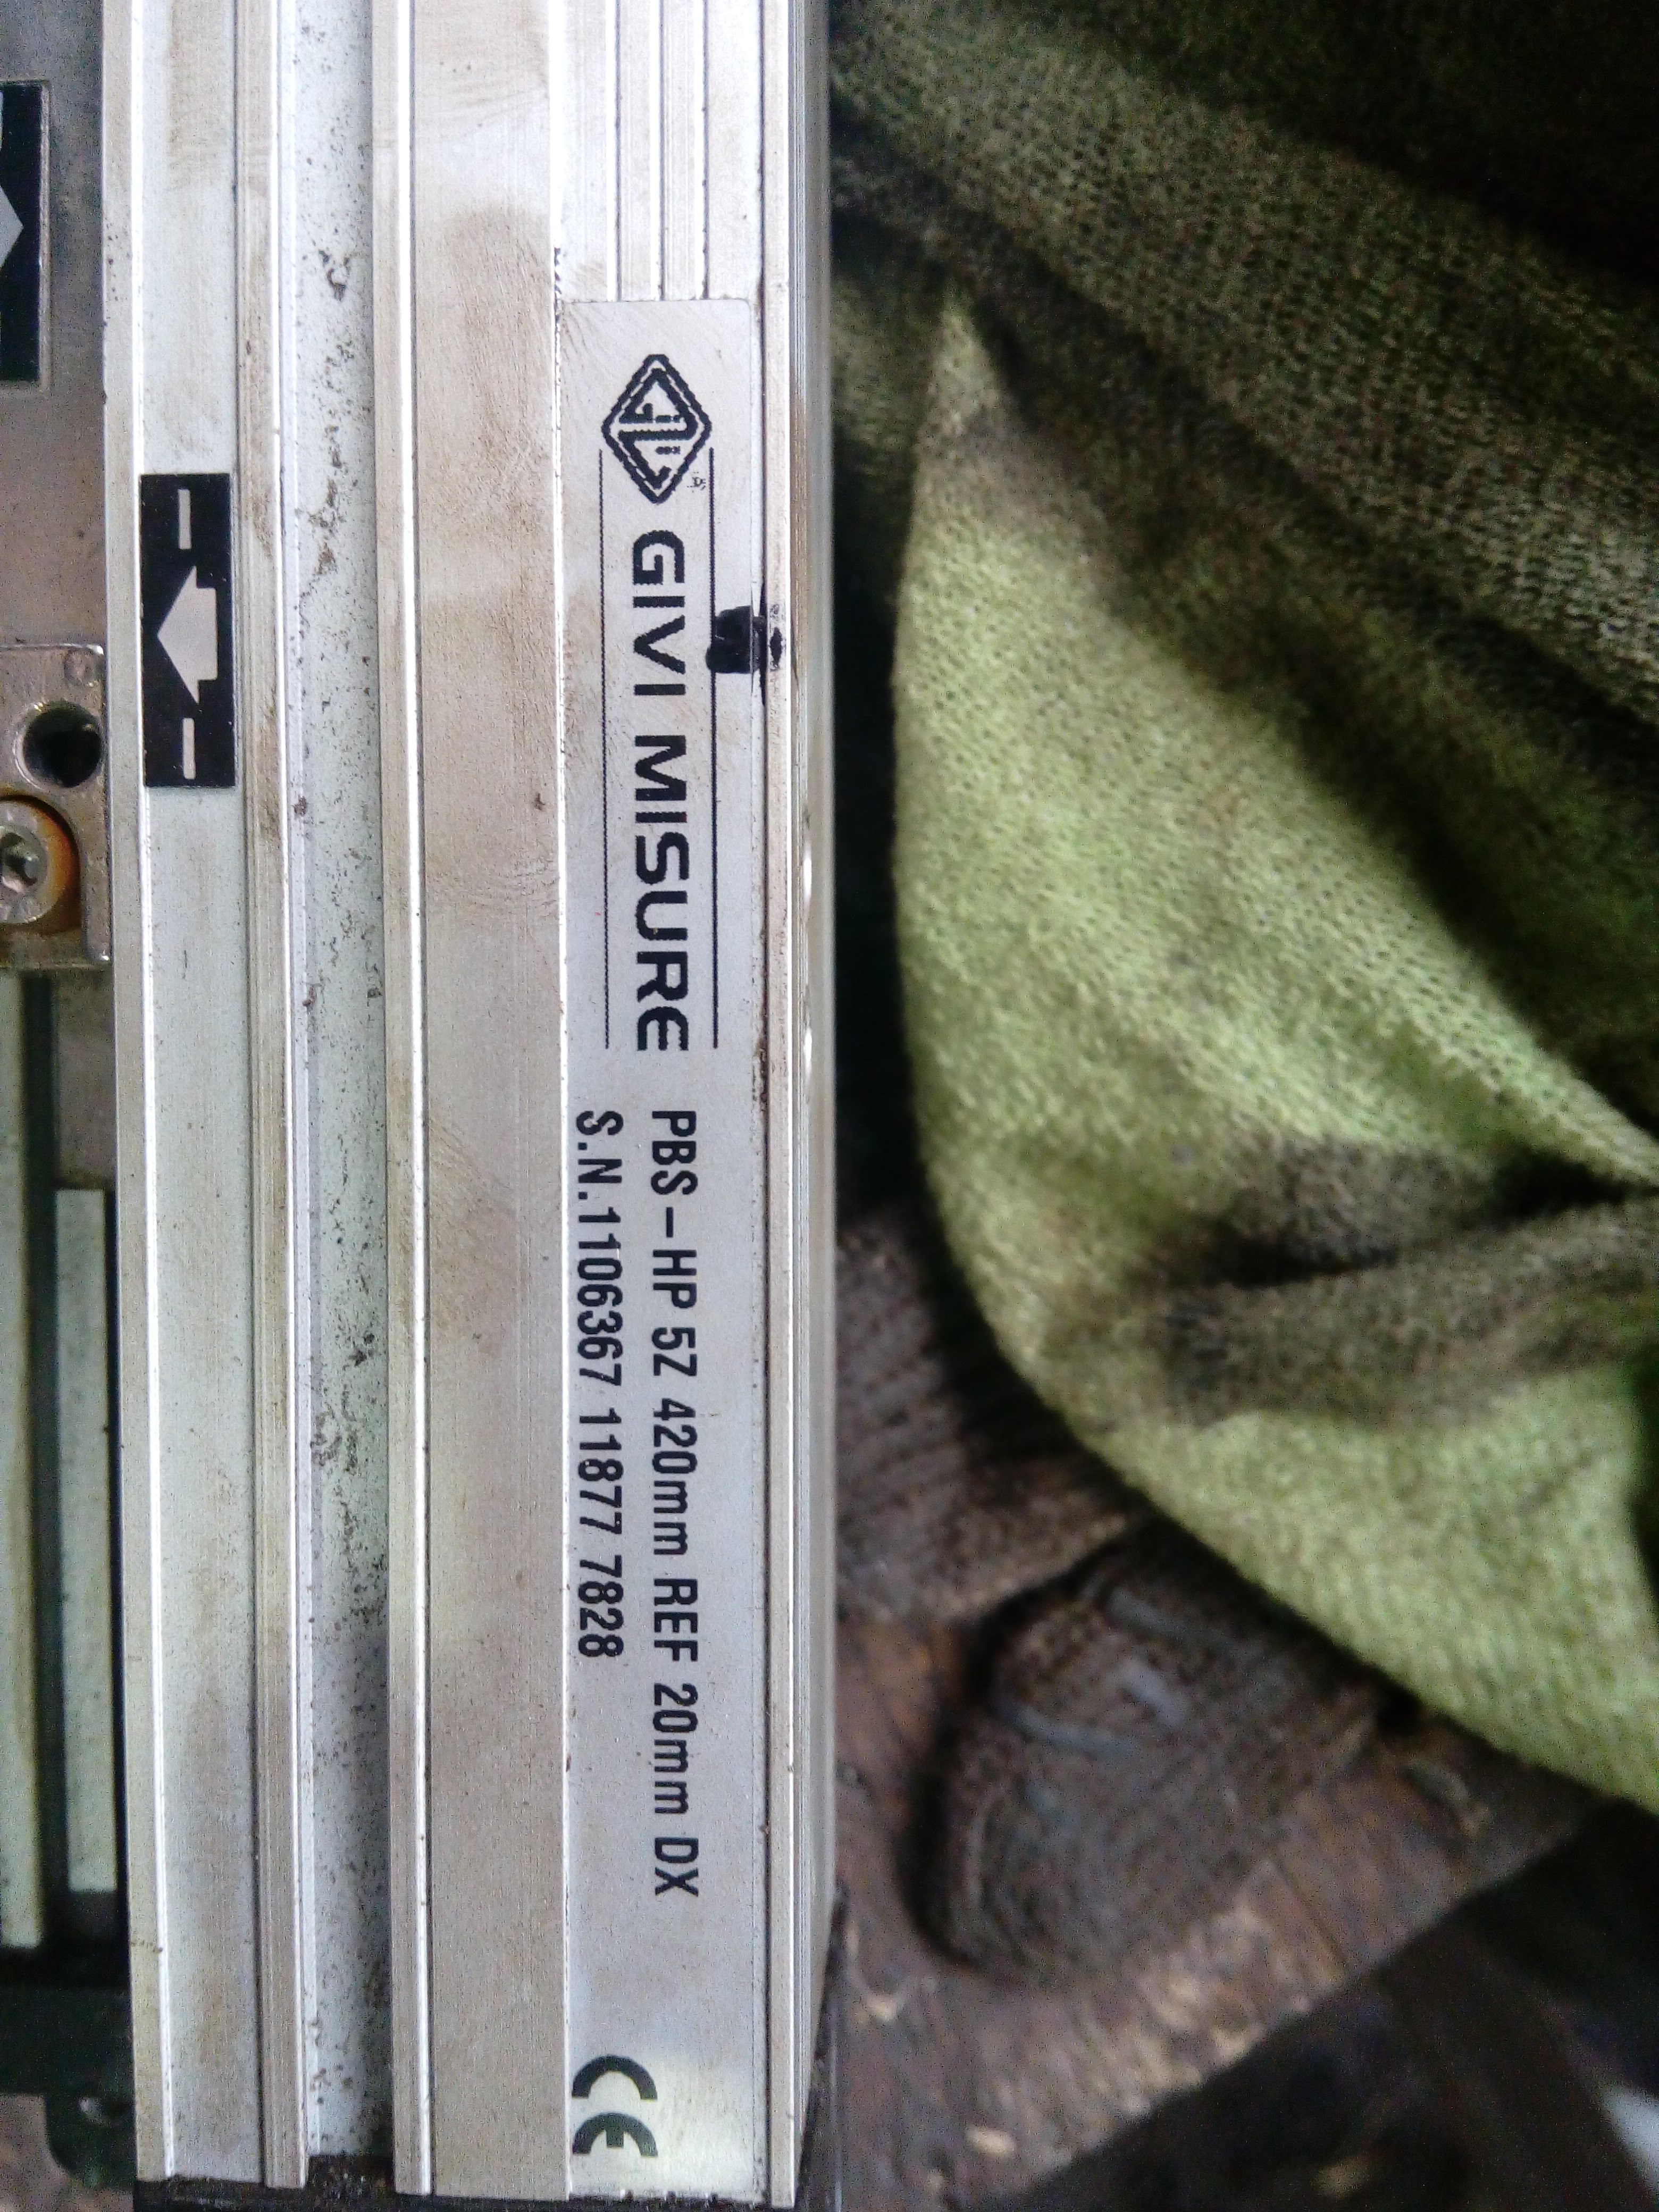 GIVI MISURE
PBS-HP 5Z 420mm REF 20mm DX
S.N.1106367 11877 7828
CE